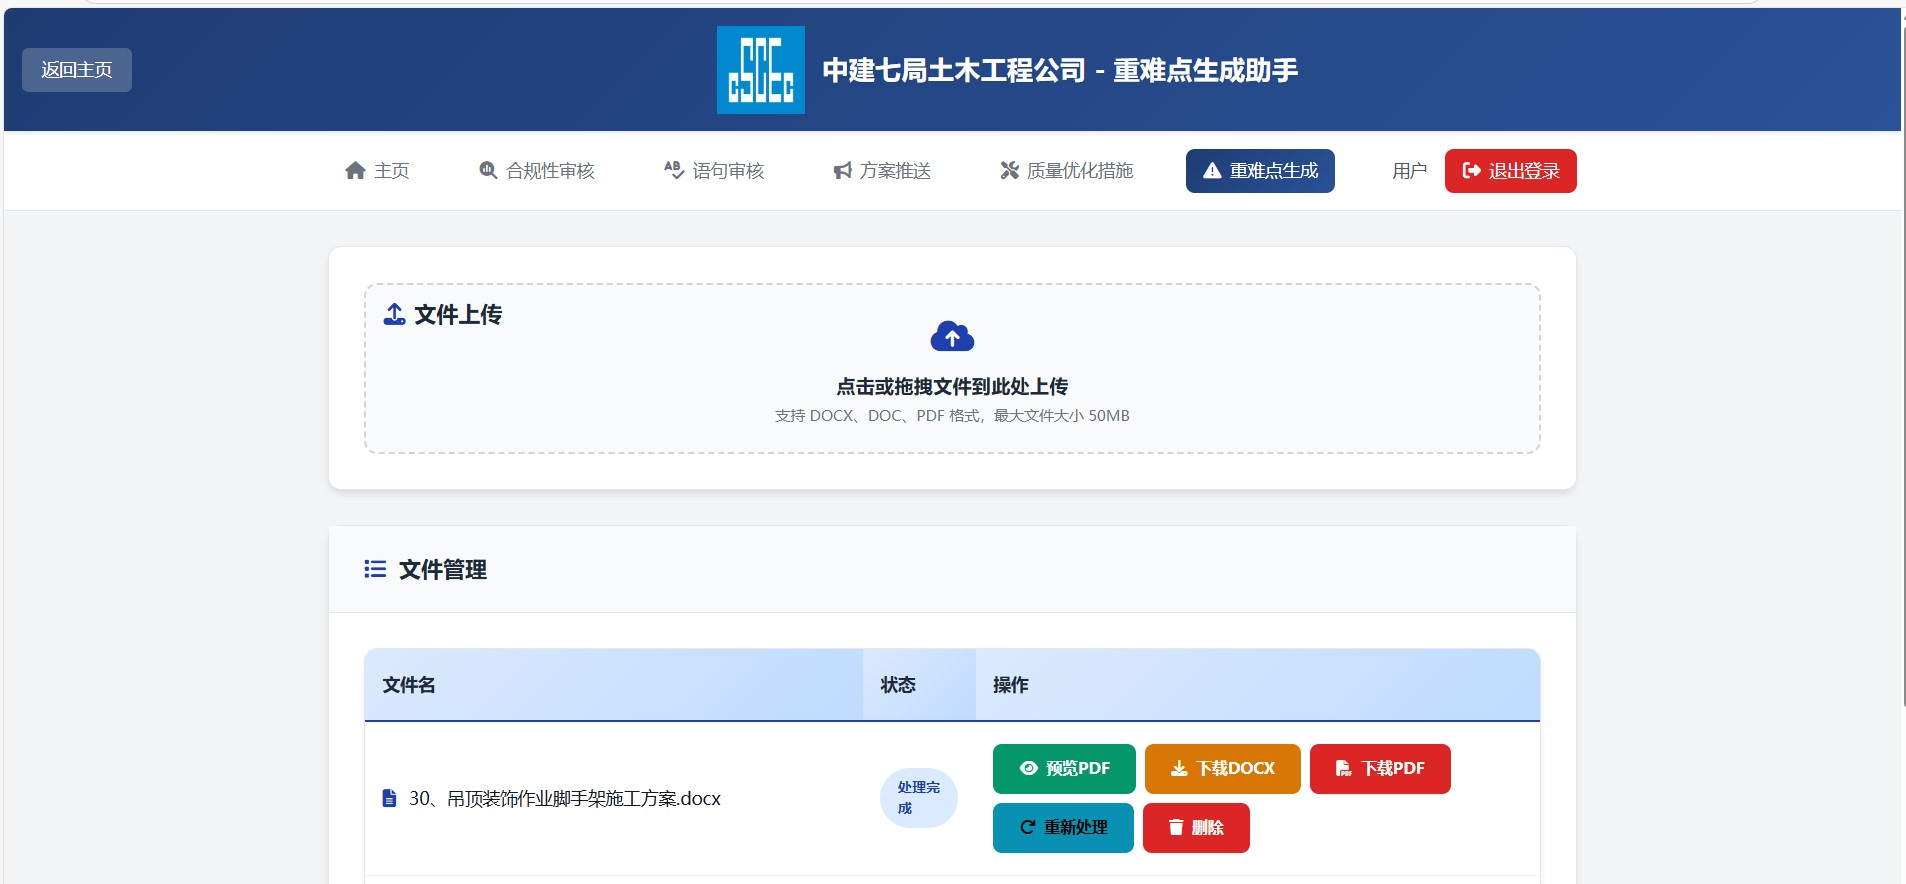 返回主页
CSCEC
中建七局土木工程公司 - 重难点生成助手
主页
合规性审核
语句审核
方案推送
质量优化措施
重难点生成
用户
退出登录
文件上传
点击或拖拽文件到此处上传
支持 DOCX、DOC、PDF 格式，最大文件大小 50MB
文件管理
文件名
状态
操作
30、吊顶装饰作业脚手架施工方案.docx
处理完
成
预览PDF
下载DOCX
下载PDF
重新处理
删除